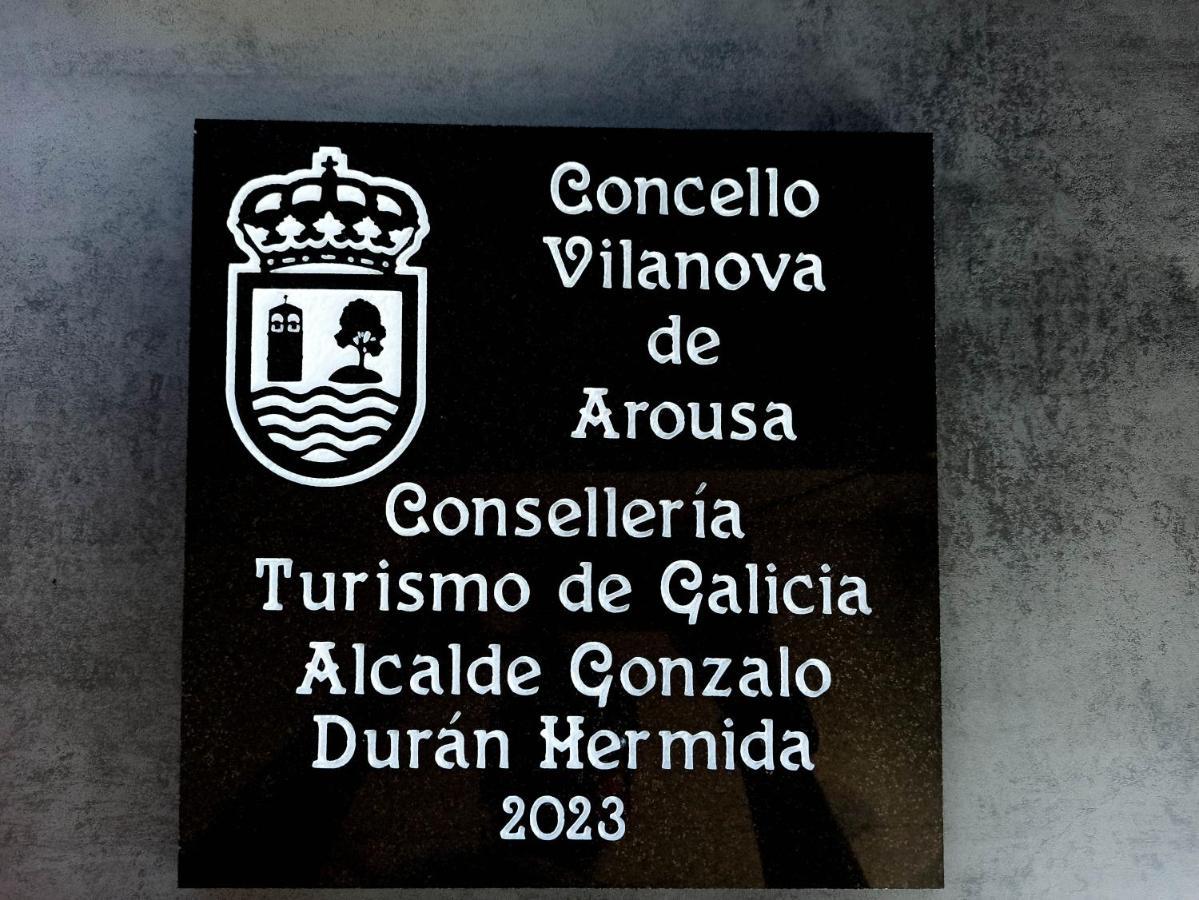 Concello
Vilanova
de
Arousa
Consellería
Turismo de Galicia
Alcalde Gonzalo
Durán Hermida
2023